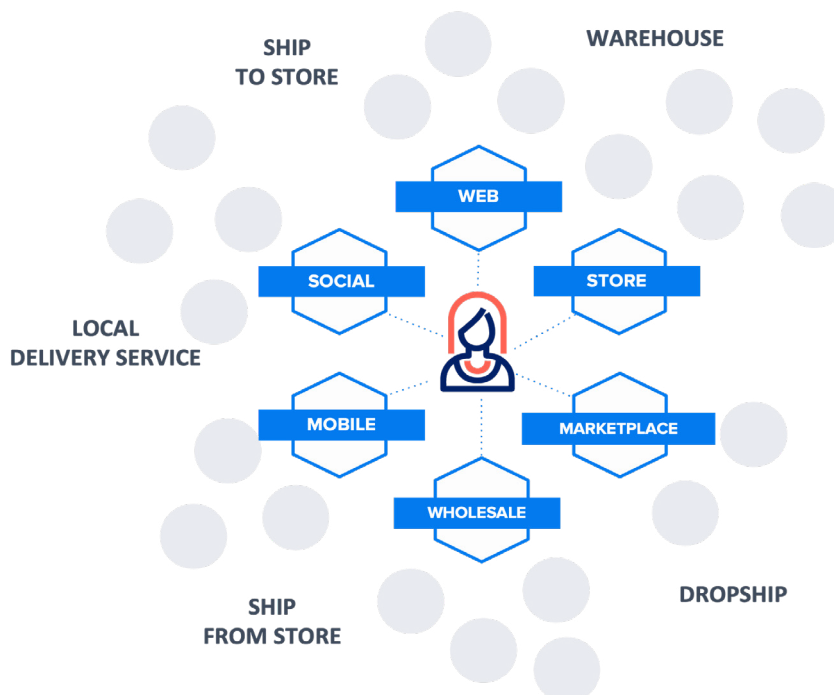 SHIP
TO STORE
WAREHOUSE
WEB
SOCIAL
STORE
LOCAL
DELIVERY SERVICE
MOBILE
MARKETPLACE
WHOLESALE
SHIP
FROM STORE
DROPSHIP